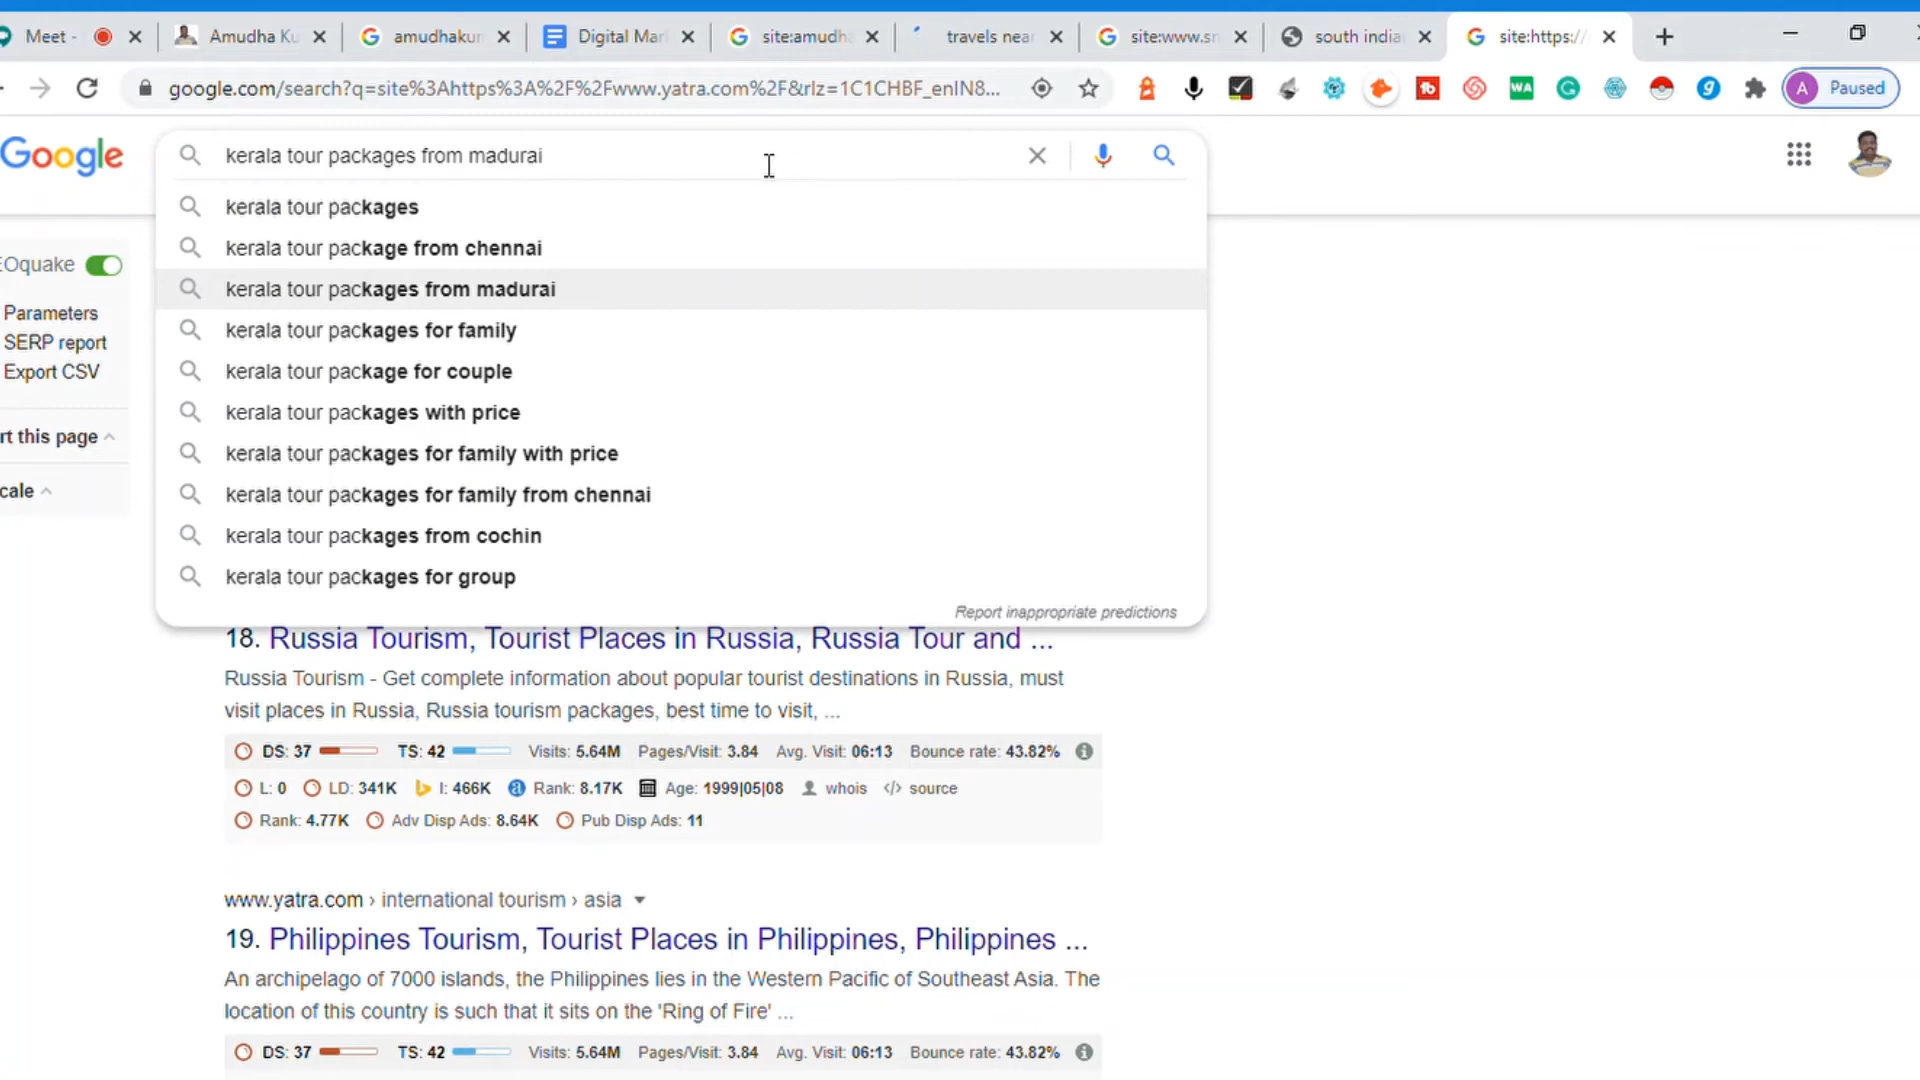 Meet -
Amudha Ku
amudhakun
Digital Mark
site:amudha
travels near
site:www.sn
south india
site:https://
google.com/search?q=site%3Ahttps%3A%2F%2Fwww.yatra.com%2F&rlz=1C1CHBF_enIN8...
A Paused
Google
kerala tour packages from madurai
kerala tour packages
kerala tour package from chennai
kerala tour packages from madurai
kerala tour packages for family
kerala tour package for couple
kerala tour packages with price
kerala tour packages for family with price
kerala tour packages for family from chennai
kerala tour packages from cochin
kerala tour packages for group
Report inappropriate predictions
EOquake
Parameters
SERP report
Export CSV
rt this page
cale
18. Russia Tourism, Tourist Places in Russia, Russia Tour and ...
Russia Tourism - Get complete information about popular tourist destinations in Russia, must
visit places in Russia, Russia tourism packages, best time to visit, ...
DS: 37 TS: 42 Visits: 5.64M Pages/Visit: 3.84 Avg. Visit: 06:13 Bounce rate: 43.82%
L: 0 LD: 341K I: 466K Rank: 8.17K Age: 1999|05|08 whois </> source
Rank: 4.77K Adv Disp Ads: 8.64K Pub Disp Ads: 11
www.yatra.com › international tourism › asia
19. Philippines Tourism, Tourist Places in Philippines, Philippines ...
An archipelago of 7000 islands, the Philippines lies in the Western Pacific of Southeast Asia. The
location of this country is such that it sits on the 'Ring of Fire' ...
DS: 37 TS: 42 Visits: 5.64M Pages/Visit: 3.84 Avg. Visit: 06:13 Bounce rate: 43.82%